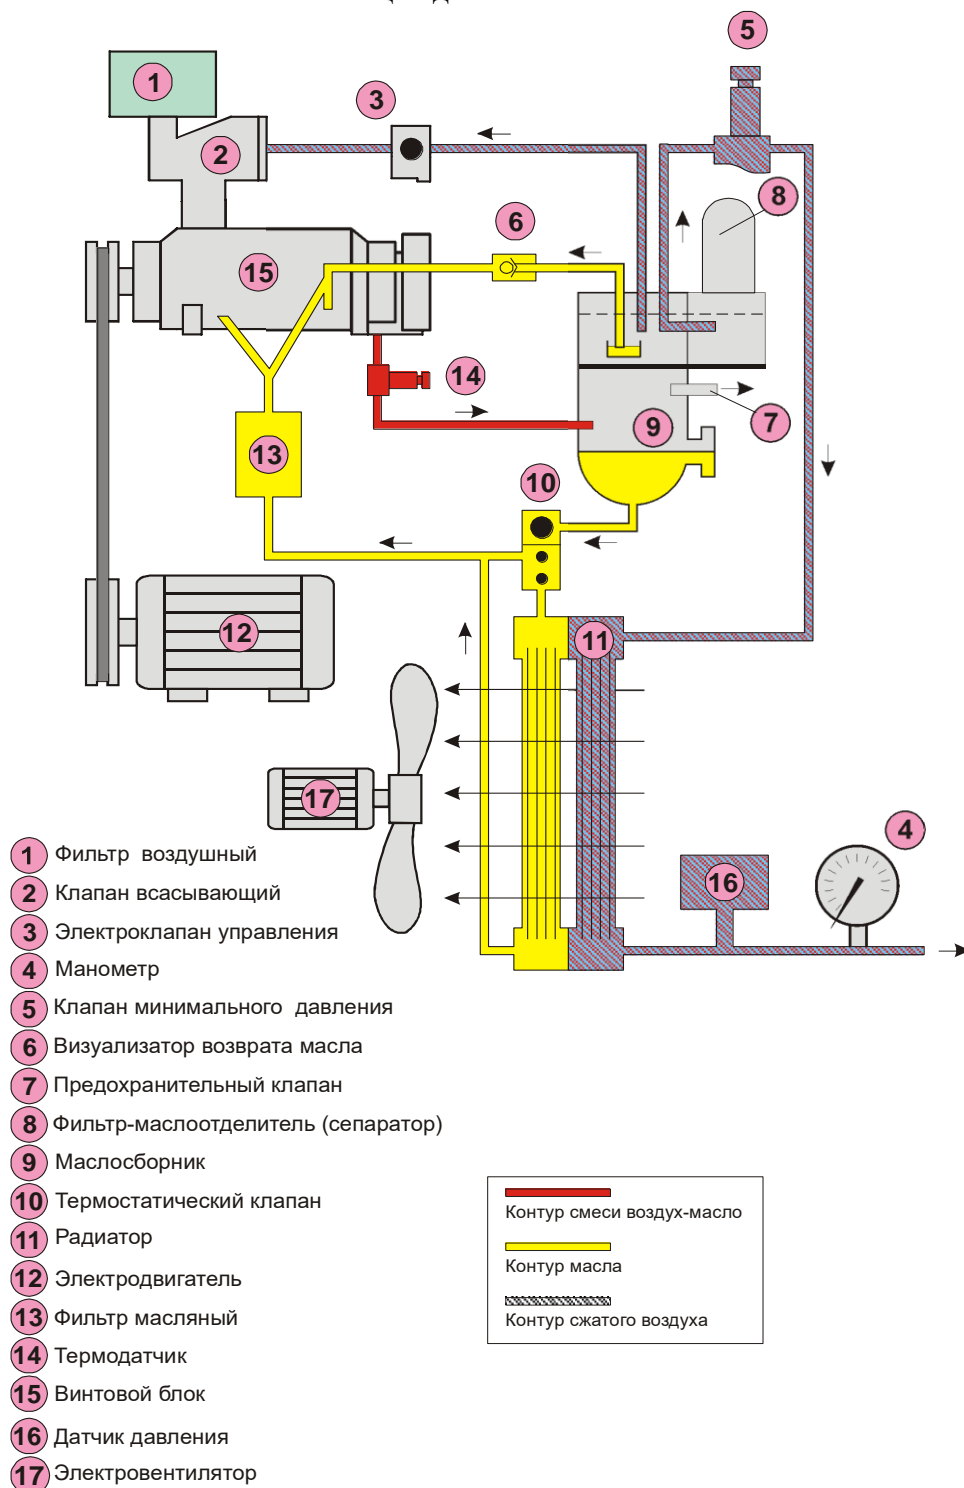 5
1
3
2
8
6
15
14
7
9
13
10
12
11
17
4
16
1 Фильтр воздушный
2 Клапан всасывающий
3 Электроклапан управления
4 Манометр
5 Клапан минимального давления
6 Визуализатор возврата масла
7 Предохранительный клапан
8 Фильтр-маслоотделитель (сепаратор)
9 Маслосборник
10 Термостатический клапан
11 Радиатор
12 Электродвигатель
13 Фильтр масляный
14 Термодатчик
15 Винтовой блок
16 Датчик давления
17 Электровентилятор
Контур смеси воздух-масло
Контур масла
Контур сжатого воздуха